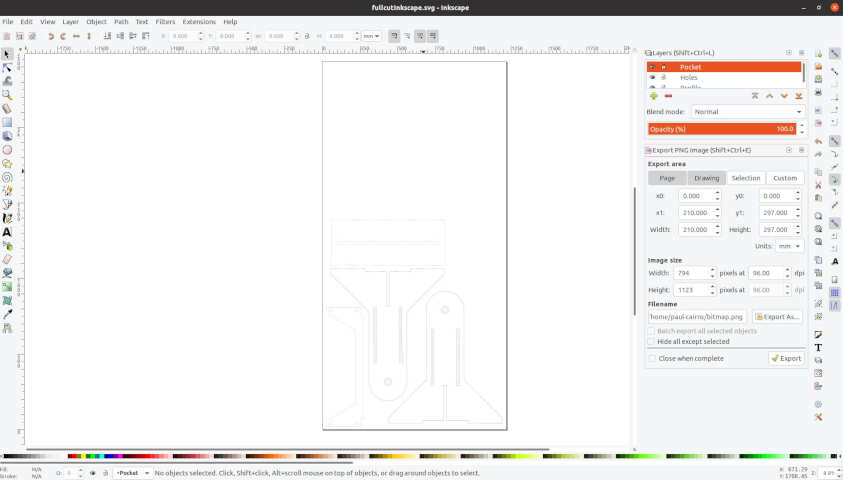 fullcutinkscape.svg - Inkscape
File Edit View Layer Object Path Text Filters Extensions Help
X: 0.000 Y: 0.000 W: 0.000 H: 0.000 mm
Layers (Shift+Ctrl+L)
Pocket
Holes
Profile
Blend mode: Normal
Opacity (%) 100.0
Export PNG Image (Shift+Ctrl+E)
Export area
Page Drawing Selection Custom
x0: 0.000 y0: 0.000
x1: 210.000 y1: 297.000
Width: 210.000 Height: 297.000
Units: mm
Image size
Width: 794 pixels at 96.00 dpi
Height: 1123 pixels at 96.00 dpi
Filename
home/paul-cairns/bitmap.png Export As...
Batch export all selected objects
Hide all except selected
Close when complete Export
Fill: N/A
Stroke: N/A
O: 0
•Pocket
No objects selected. Click, Shift+click, Alt+scroll mouse on top of objects, or drag around objects to select.
X: 671.29